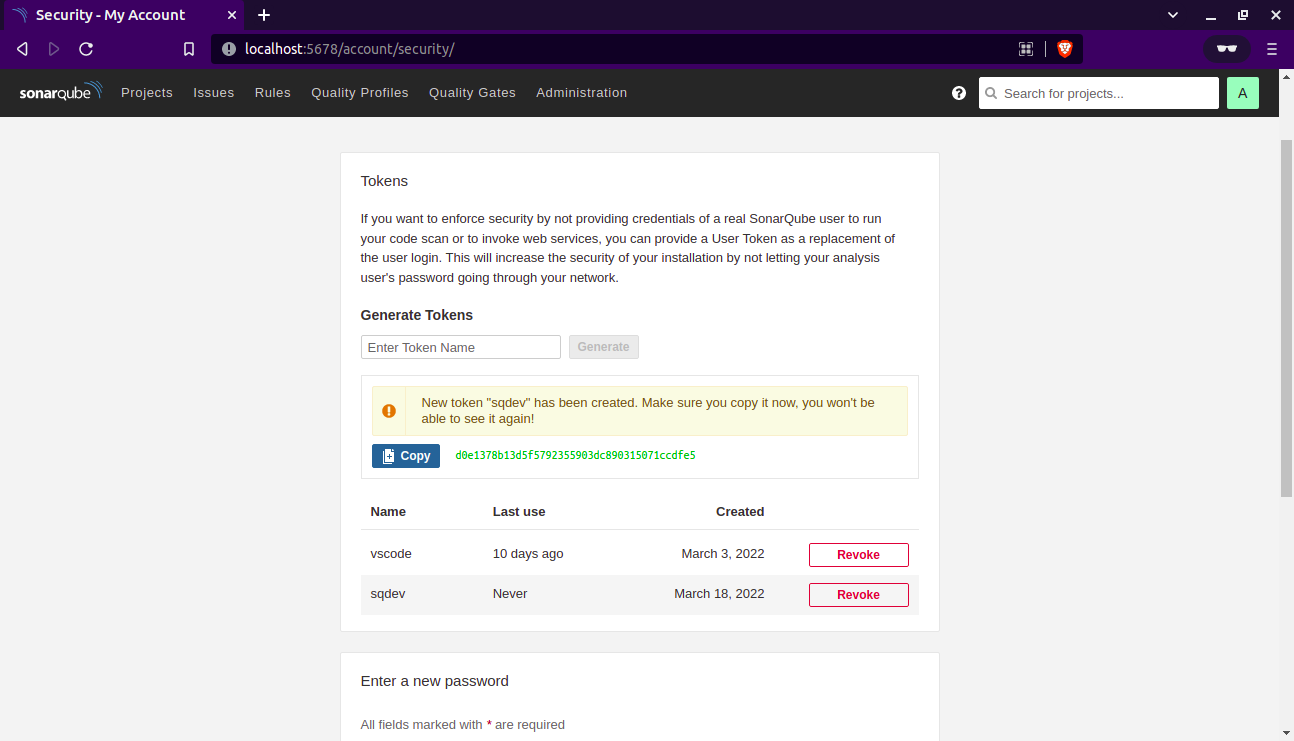 Security - My Account
localhost:5678/account/security/
sonarqube Projects Issues Rules Quality Profiles Quality Gates Administration ? Search for projects... A
Tokens
If you want to enforce security by not providing credentials of a real SonarQube user to run
your code scan or to invoke web services, you can provide a User Token as a replacement of
the user login. This will increase the security of your installation by not letting your analysis
user's password going through your network.
Generate Tokens
Enter Token Name Generate
New token "sqdev" has been created. Make sure you copy it now, you won't be
able to see it again!
Copy d0e1378b13d5f5792355903dc890315071ccdfe5
Name Last use Created
vscode 10 days ago March 3, 2022 Revoke
sqdev Never March 18, 2022 Revoke
Enter a new password
All fields marked with * are required